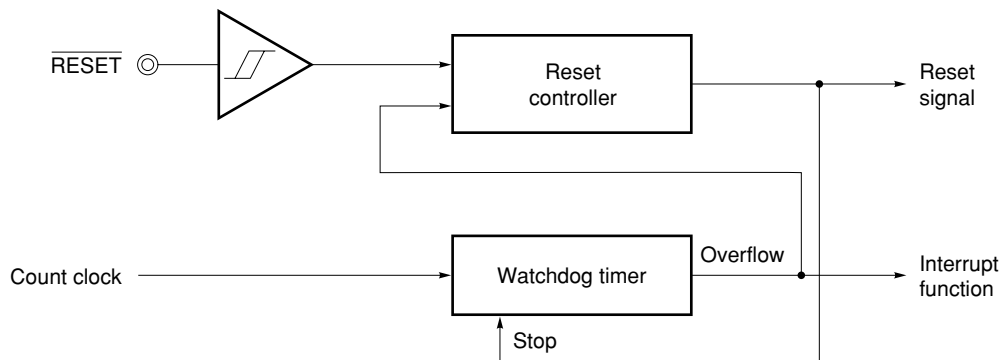 RESET
Reset
controller
Reset
signal
Count clock
Watchdog timer
Overflow
Interrupt
function
Stop